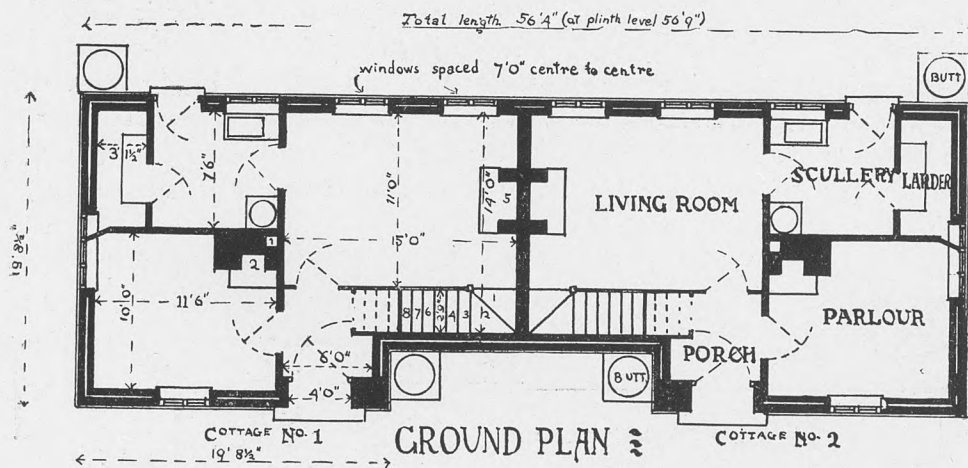 Total length 56'4" (at plinth level 56'9")
windows spaced 7'0" centre to centre
BUTT
3' 1½"
7'6"
11'0"
14'0"
5
LIVING ROOM
SCULLERY
LARDER
15'0"
1
2
19'8½"
10'0"
11'6"
8 7 6 4 3 2
PARLOUR
PORCH
6'0"
4'0"
BUTT
COTTAGE No. 1
GROUND PLAN
COTTAGE No. 2
19' 8½"